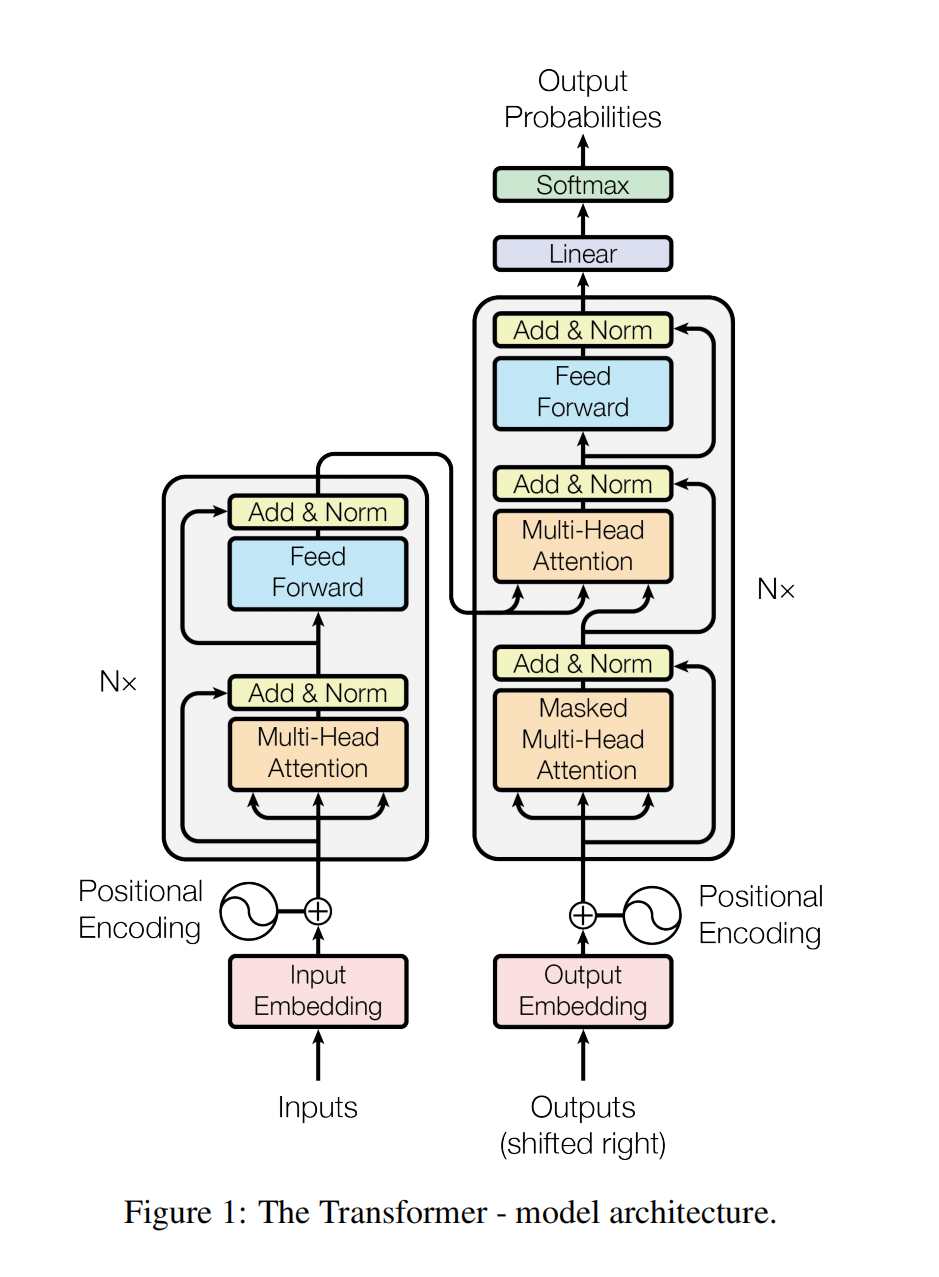 Output
Probabilities
Softmax
Linear
Add & Norm
Feed
Forward
Add & Norm
Multi-Head
Attention
Add & Norm
Masked
Multi-Head
Attention
Nx
Add & Norm
Feed
Forward
Add & Norm
Multi-Head
Attention
Nx
Positional
Encoding
Positional
Encoding
Input
Embedding
Output
Embedding
Inputs
Outputs
(shifted right)
Figure 1: The Transformer - model architecture.